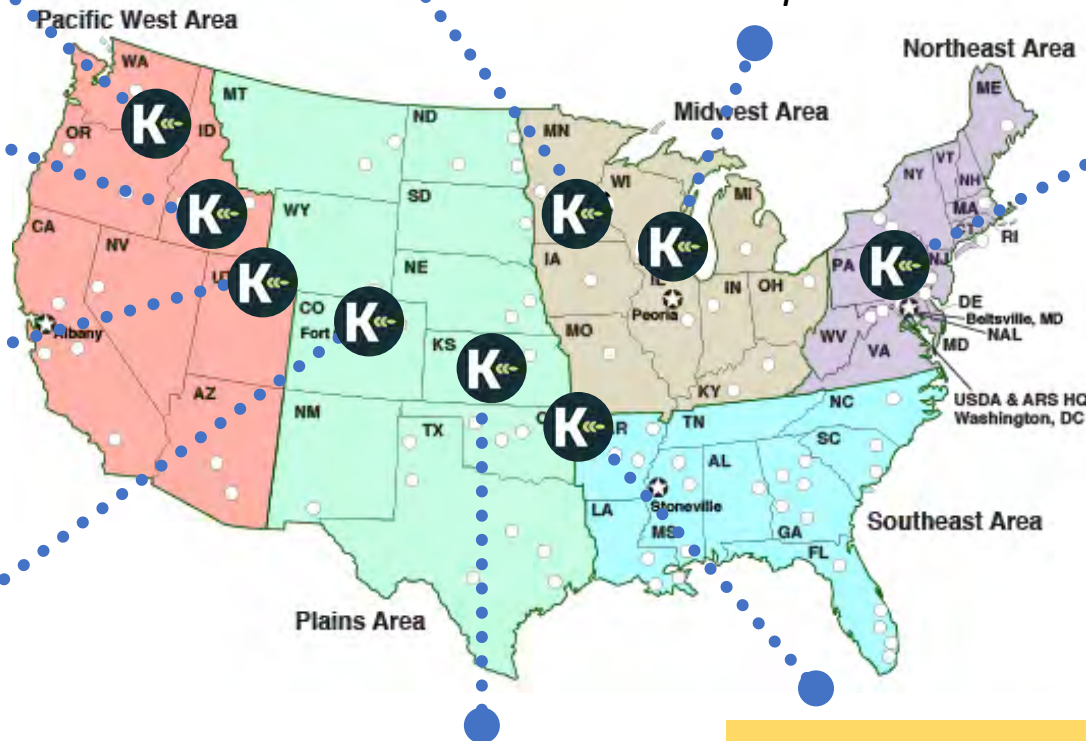 Pacific West Area
Northeast Area
Midwest Area
WA
MT
ND
MN
ME
OR
ID
WI
MI
VT
NY
NH
MA
RI
SD
WY
CA
NV
IA
NE
PA
NJ
CO
IL
IN
OH
DE
Beltsville, MD
NAL
MD
Peoria
Albany
Fort
KS
MO
WV
VA
KY
USDA & ARS HQ
Washington, DC
AZ
NM
TX
TN
NC
SC
AL
LA
Stoneville
MS
GA
FL
Southeast Area
Plains Area
K
K
K
K
K
K
K
K
K